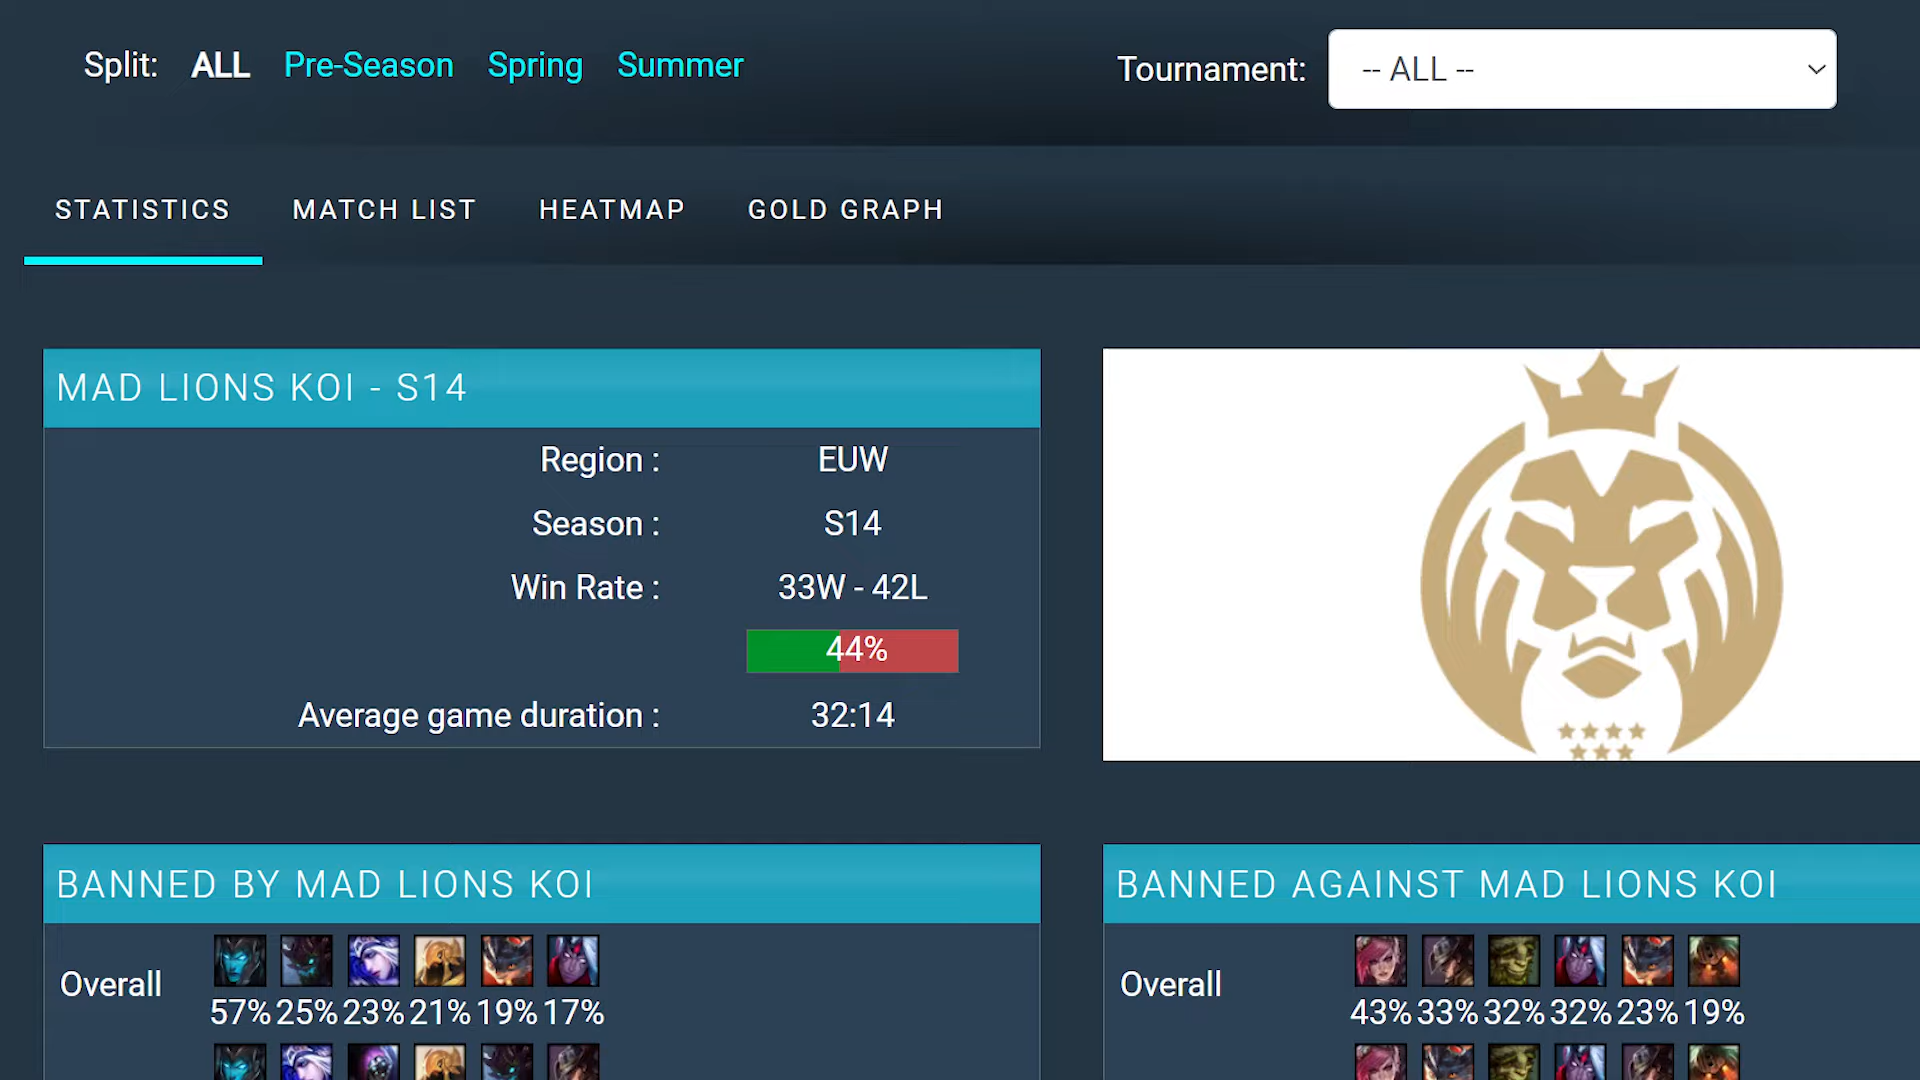 Split: ALL Pre-Season Spring Summer
Tournament: -- ALL --
STATISTICS MATCH LIST HEATMAP GOLD GRAPH
MAD LIONS KOI - S14
Region : EUW
Season : S14
Win Rate : 33W - 42L
44%
Average game duration : 32:14
BANNED BY MAD LIONS KOI
Overall
57% 25% 23% 21% 19% 17%
BANNED AGAINST MAD LIONS KOI
Overall
43% 33% 32% 32% 23% 19%